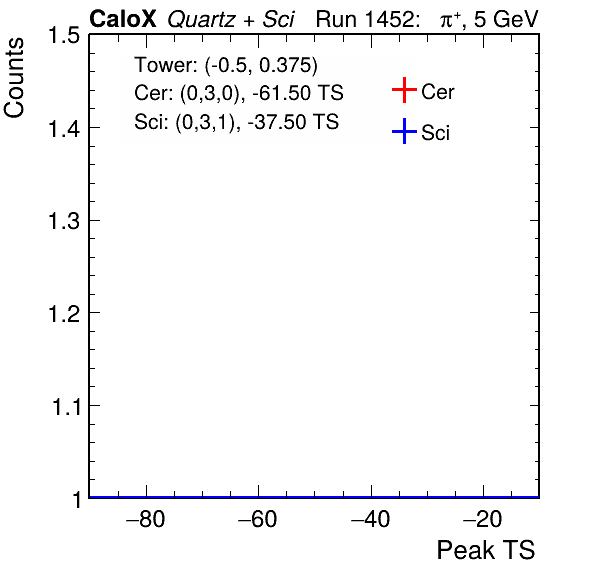 CaloX Quartz + Sci Run 1452: π⁺, 5 GeV
Counts
1.5
1.4
1.3
1.2
1.1
1
Tower: (-0.5, 0.375)
Cer: (0,3,0), -61.50 TS
Sci: (0,3,1), -37.50 TS
Cer
Sci
−80 −60 −40 −20
Peak TS